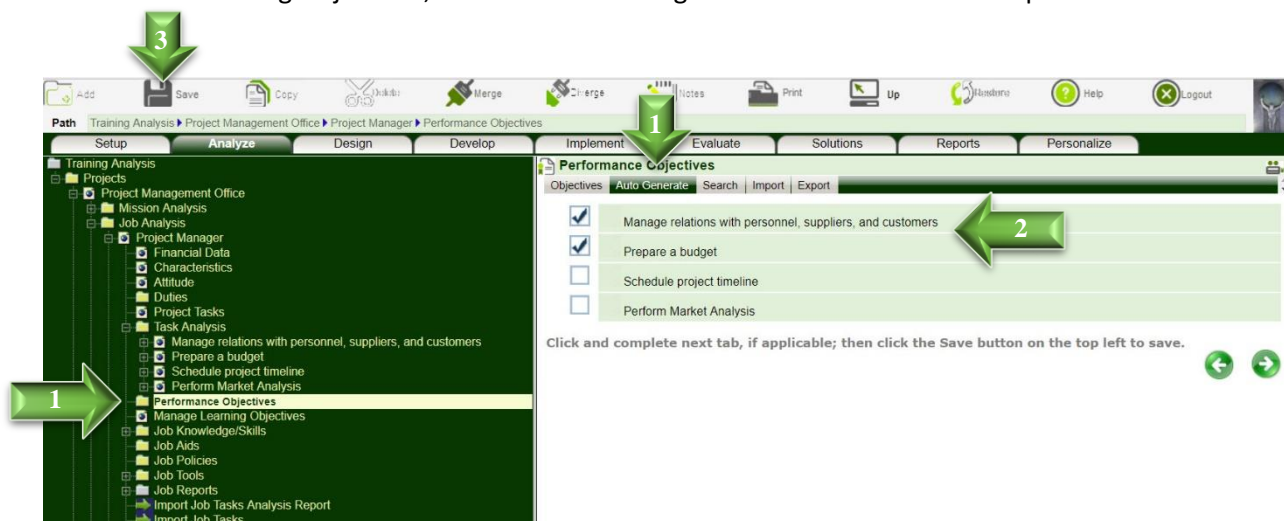 3
Add Save Copy Delete Merge Notes Print Up Restore Help Logout
Path Training Analysis Project Management Office Project Manager Performance Objectives
1
Setup Analyze Design Develop Implement Evaluate Solutions Reports Personalize
Training Analysis
Projects
Project Management Office
Mission Analysis
Job Analysis
Project Manager
Financial Data
Characteristics
Attitude
Duties
Project Tasks
Task Analysis
Manage relations with personnel, suppliers, and customers
Prepare a budget
Schedule project timeline
Perform Market Analysis
1
Performance Objectives
Manage Learning Objectives
Job Knowledge/Skills
Job Aids
Job Policies
Job Tools
Job Reports
Import Job Tasks Analysis Report
Import Job Tasks
Performance Objectives
Objectives Auto Generate Search Import Export
Manage relations with personnel, suppliers, and customers
2
Prepare a budget
Schedule project timeline
Perform Market Analysis
Click and complete next tab, if applicable; then click the Save button on the top left to save.